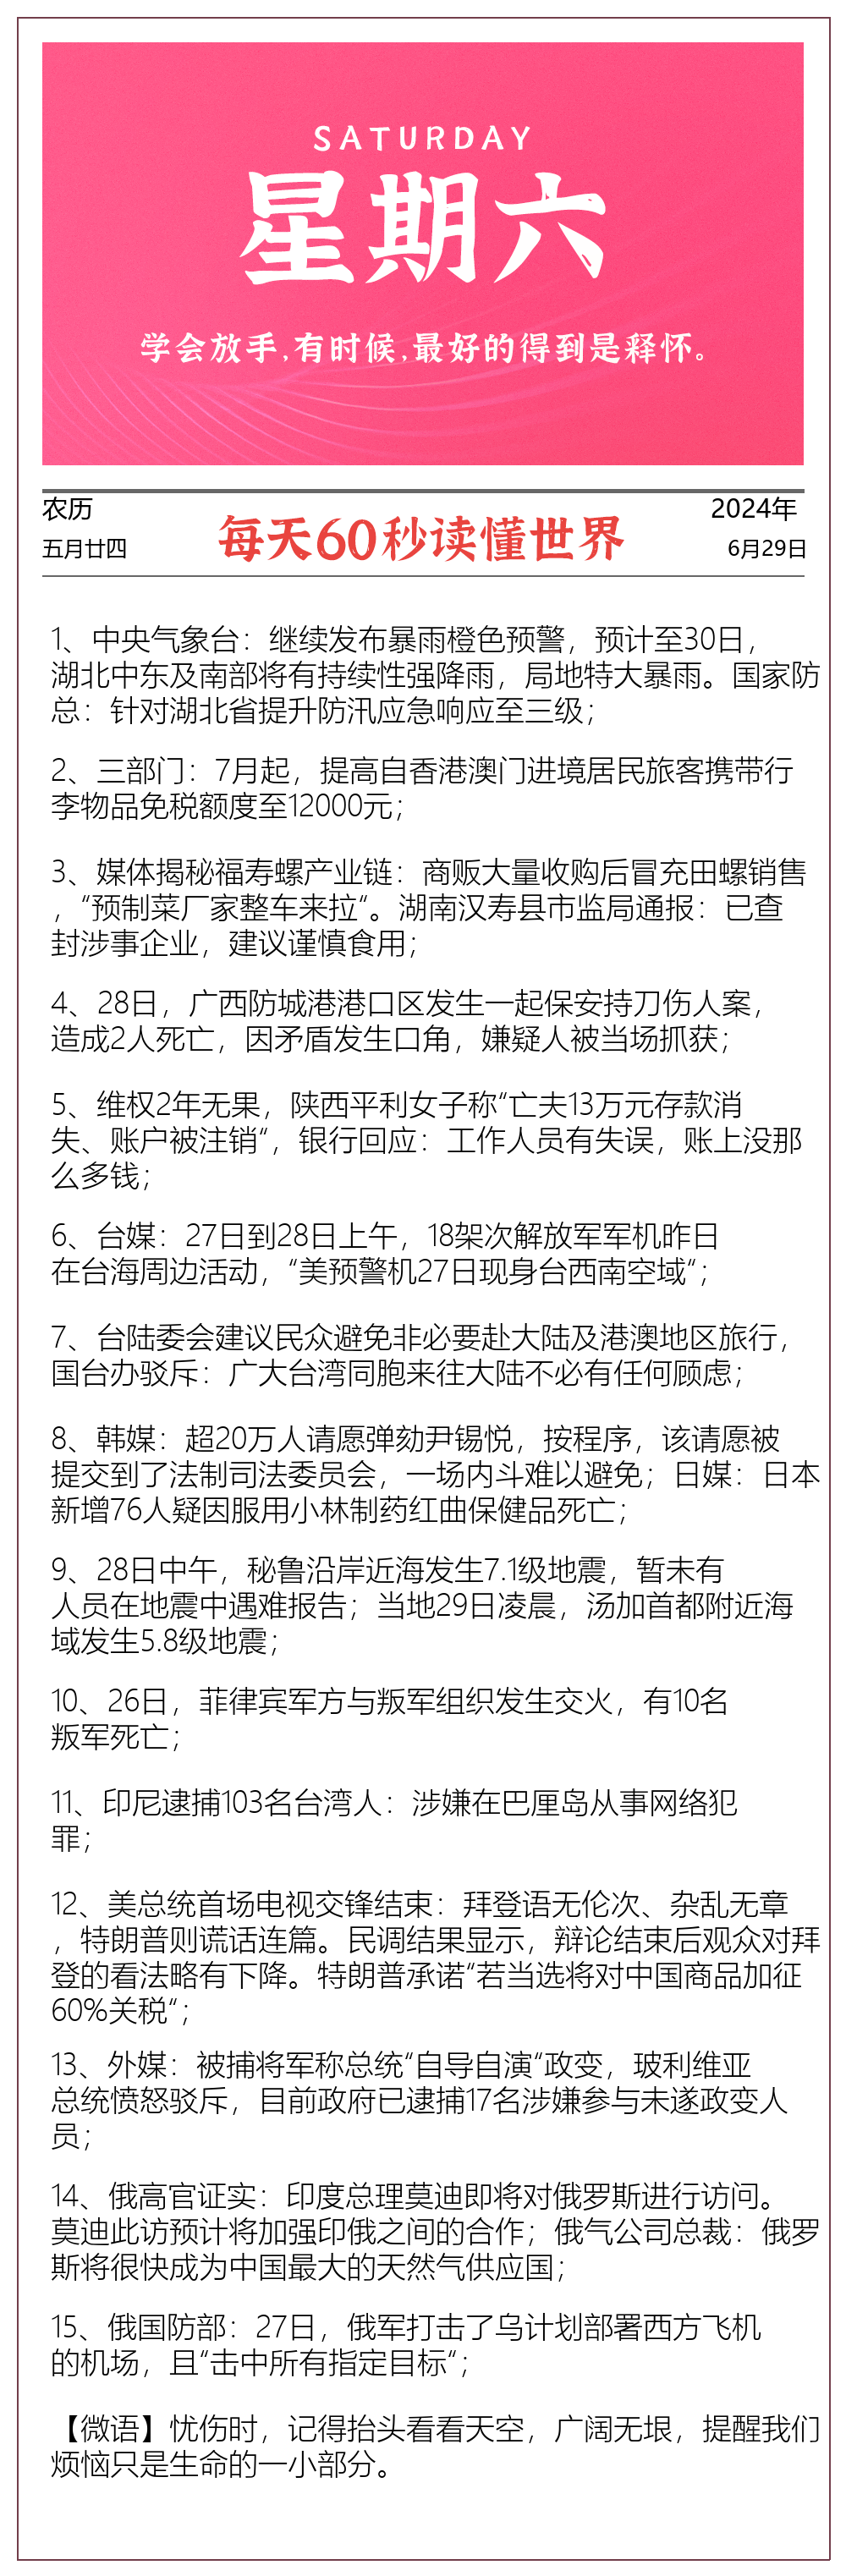 SATURDAY
星期六
学会放手,有时候,最好的得到是释怀。
农历
2024年
每天60秒读懂世界
五月廿四
6月29日
1、中央气象台：继续发布暴雨橙色预警，预计至30日，
湖北中东及南部将有持续性强降雨，局地特大暴雨。国家防
总：针对湖北省提升防汛应急响应至三级；
2、三部门：7月起，提高自香港澳门进境居民旅客携带行
李物品免税额度至12000元；
3、媒体揭秘福寿螺产业链：商贩大量收购后冒充田螺销售
，“预制菜厂家整车来拉“。湖南汉寿县市监局通报：已查
封涉事企业，建议谨慎食用；
4、28日，广西防城港港口区发生一起保安持刀伤人案，
造成2人死亡，因矛盾发生口角，嫌疑人被当场抓获；
5、维权2年无果，陕西平利女子称“亡夫13万元存款消
失、账户被注销“，银行回应：工作人员有失误，账上没那
么多钱；
6、台媒：27日到28日上午，18架次解放军军机昨日
在台海周边活动，“美预警机27日现身台西南空域“；
7、台陆委会建议民众避免非必要赴大陆及港澳地区旅行，
国台办驳斥：广大台湾同胞来往大陆不必有任何顾虑；
8、韩媒：超20万人请愿弹劾尹锡悦，按程序，该请愿被
提交到了法制司法委员会，一场内斗难以避免；日媒：日本
新增76人疑因服用小林制药红曲保健品死亡；
9、28日中午，秘鲁沿岸近海发生7.1级地震，暂未有
人员在地震中遇难报告；当地29日凌晨，汤加首都附近海
域发生5.8级地震；
10、26日，菲律宾军方与叛军组织发生交火，有10名
叛军死亡；
11、印尼逮捕103名台湾人：涉嫌在巴厘岛从事网络犯
罪；
12、美总统首场电视交锋结束：拜登语无伦次、杂乱无章
，特朗普则谎话连篇。民调结果显示，辩论结束后观众对拜
登的看法略有下降。特朗普承诺“若当选将对中国商品加征
60%关税“；
13、外媒：被捕将军称总统“自导自演“政变，玻利维亚
总统愤怒驳斥，目前政府已逮捕17名涉嫌参与未遂政变人
员；
14、俄高官证实：印度总理莫迪即将对俄罗斯进行访问。
莫迪此访预计将加强印俄之间的合作；俄气公司总裁：俄罗
斯将很快成为中国最大的天然气供应国；
15、俄国防部：27日，俄军打击了乌计划部署西方飞机
的机场，且“击中所有指定目标“；
【微语】忧伤时，记得抬头看看天空，广阔无垠，提醒我们
烦恼只是生命的一小部分。